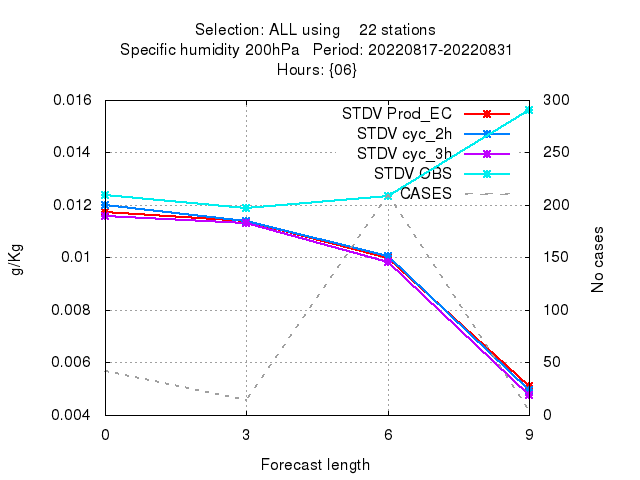 Selection: ALL using    22 stations
Specific humidity 200hPa   Period: 20220817-20220831
Hours: {06}
0.016
0.014
0.012
0.01
0.008
0.006
0.004
g/Kg
STDV Prod_EC
STDV cyc_2h
STDV cyc_3h
STDV OBS
CASES
300
250
200
150
100
50
0
No cases
0 3 6 9
Forecast length